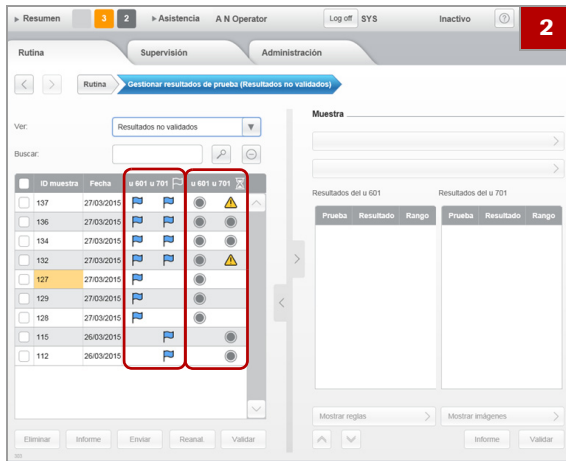 Resumen 3 2 Asistencia A N Operator Log off SYS Inactivo ? 2
Rutina Supervisión Administración
< > Rutina Gestionar resultados de prueba (Resultados no validados)
Muestra
Ver: Resultados no validados
Buscar:
ID muestra Fecha u 601 u 701 u 601 u 701
Resultados del u 601 Resultados del u 701
Prueba Resultado Rango Prueba Resultado Rango
137 27/03/2015
136 27/03/2015
134 27/03/2015
132 27/03/2015
127 27/03/2015
129 27/03/2015
128 27/03/2015
115 26/03/2015
112 26/03/2015
Mostrar reglas Mostrar imágenes
Eliminar Informe Enviar Reanal. Validar Informe Validar